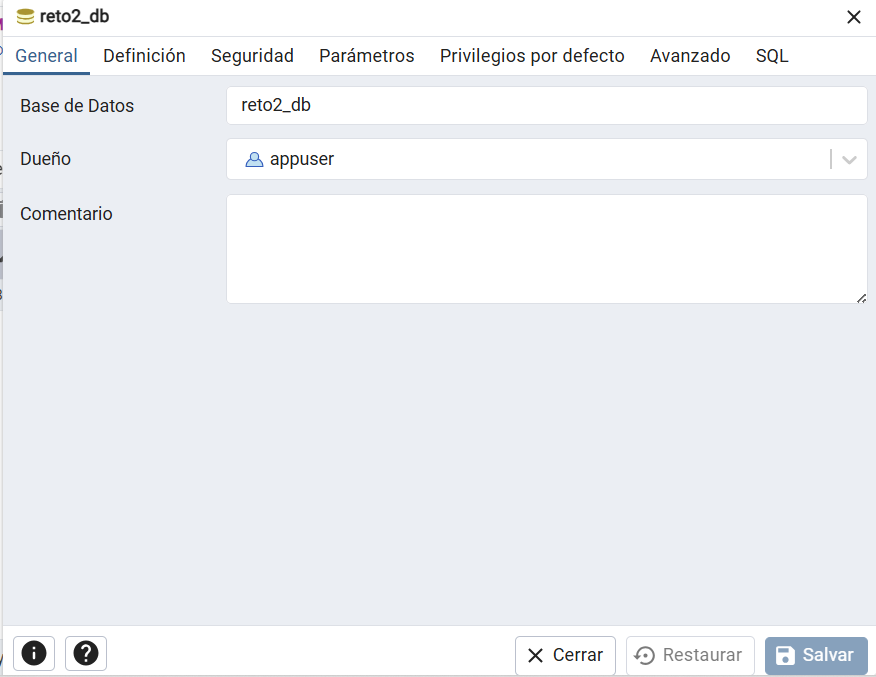 reto2_db
General Definición Seguridad Parámetros Privilegios por defecto Avanzado SQL
Base de Datos reto2_db
Dueño appuser
Comentario
Cerrar Restaurar Salvar